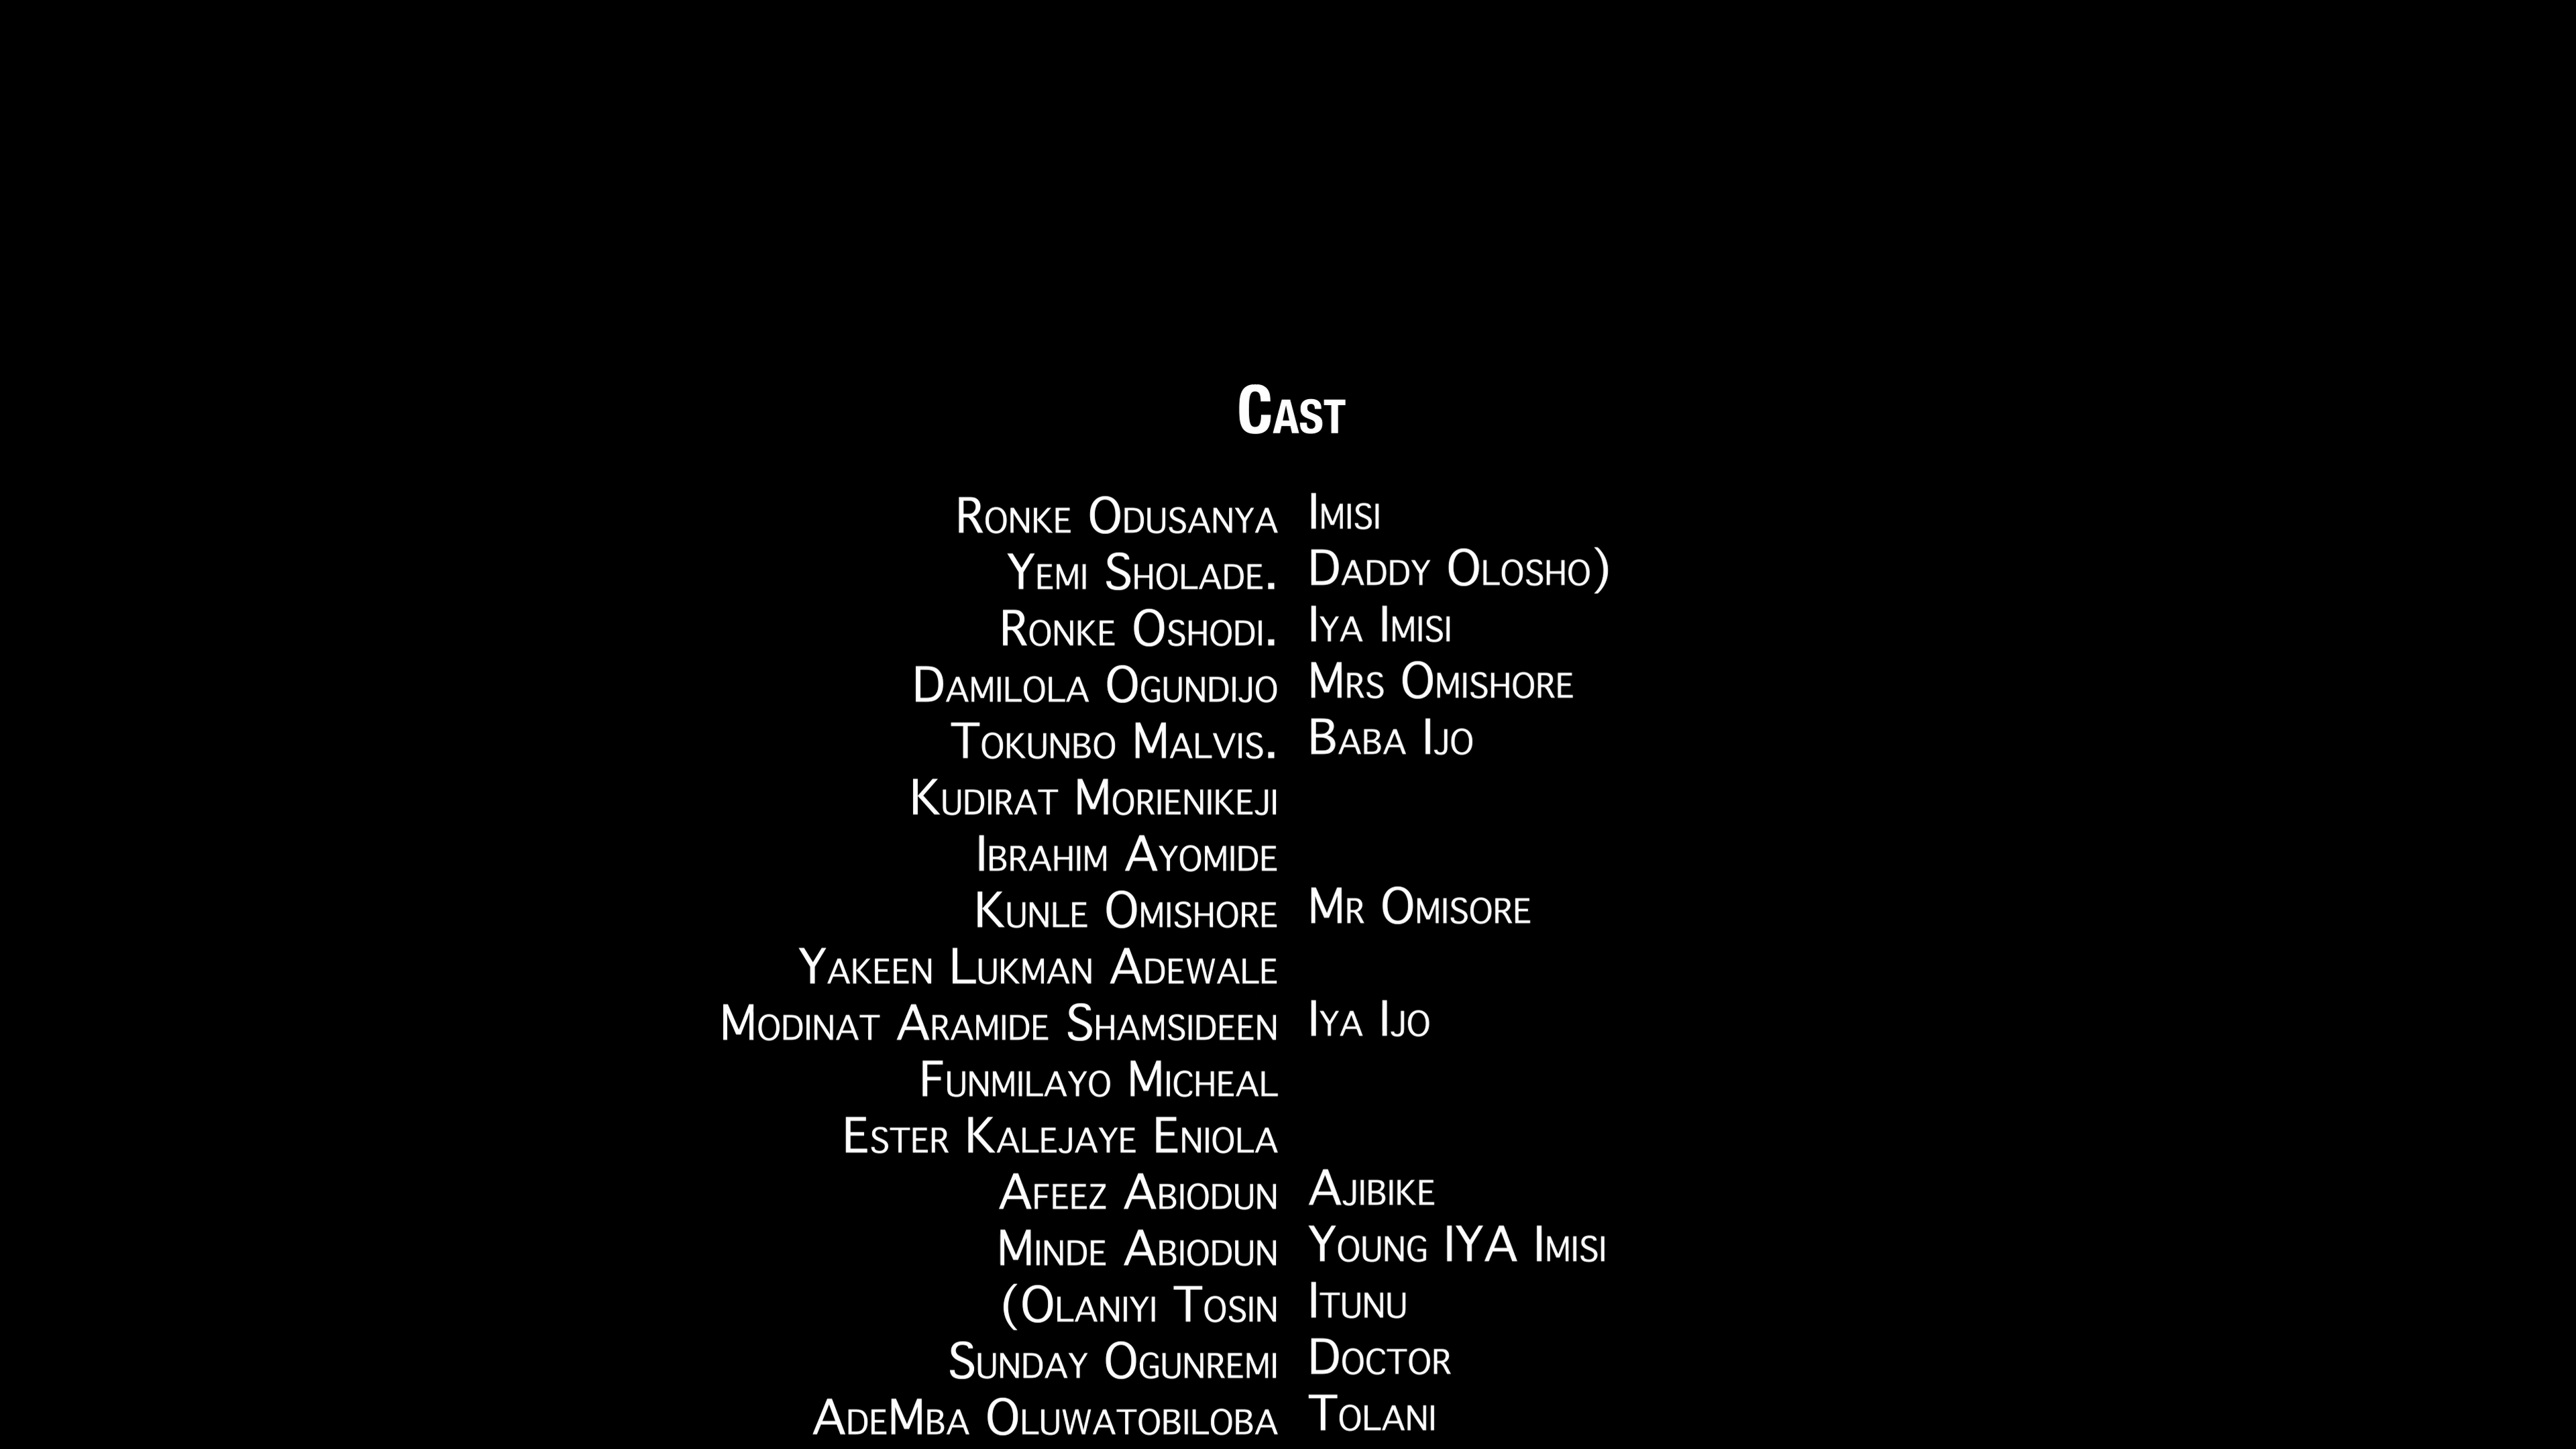 Cast
Ronke Odusanya Imisi
Yemi Sholade. Daddy Olosho)
Ronke Oshodi. Iya Imisi
Damilola Ogundijo Mrs Omishore
Tokunbo Malvis. Baba Ijo
Kudirat Morienikeji
Ibrahim Ayomide
Kunle Omishore Mr Omisore
Yakeen Lukman Adewale
Modinat Aramide Shamsideen Iya Ijo
Funmilayo Micheal
Ester Kalejaye Eniola
Afeez Abiodun Ajibike
Minde Abiodun Young IYA Imisi
(Olaniyi Tosin Itunu
Sunday Ogunremi Doctor
AdeMba Oluwatobiloba Tolani